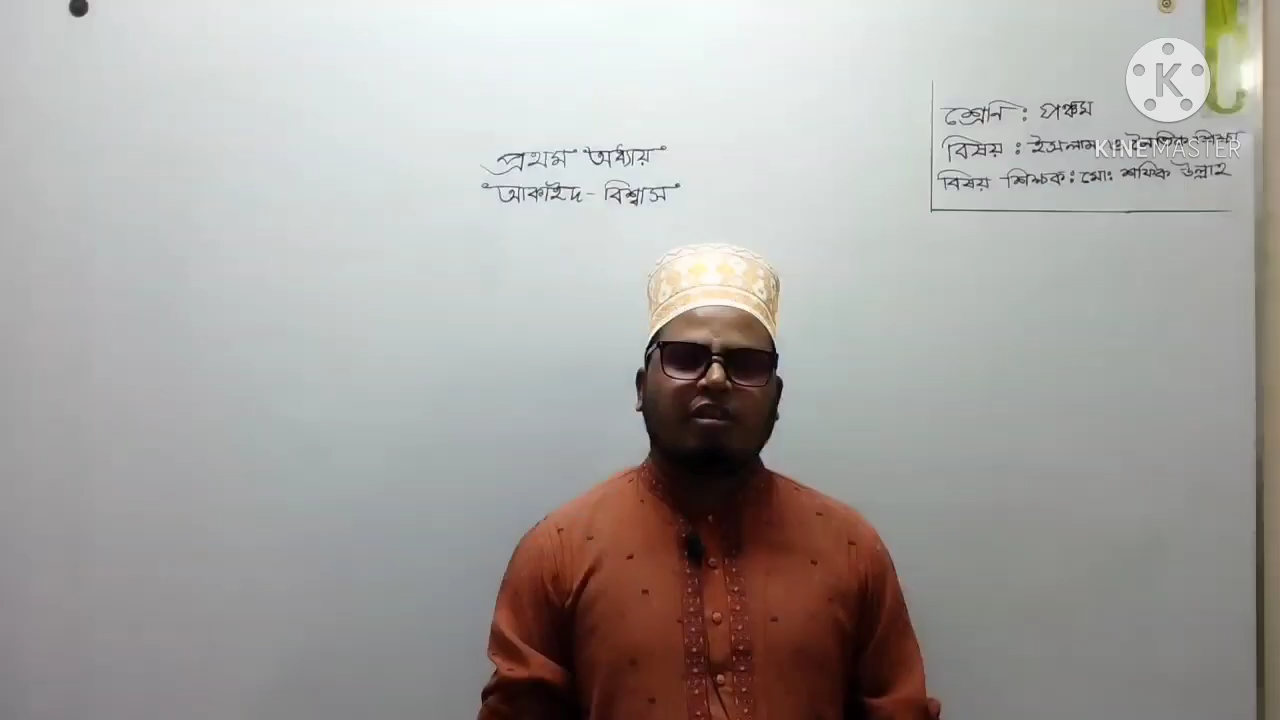 প্রথম অধ্যায়
আকাইদ - বিশ্বাস
শ্রেণি : পঞ্চম
বিষয় : ইসলাম ও নৈতিক শিক্ষা
বিষয় শিক্ষক : মোঃ শফিক উল্লাহ
K
KINEMASTER